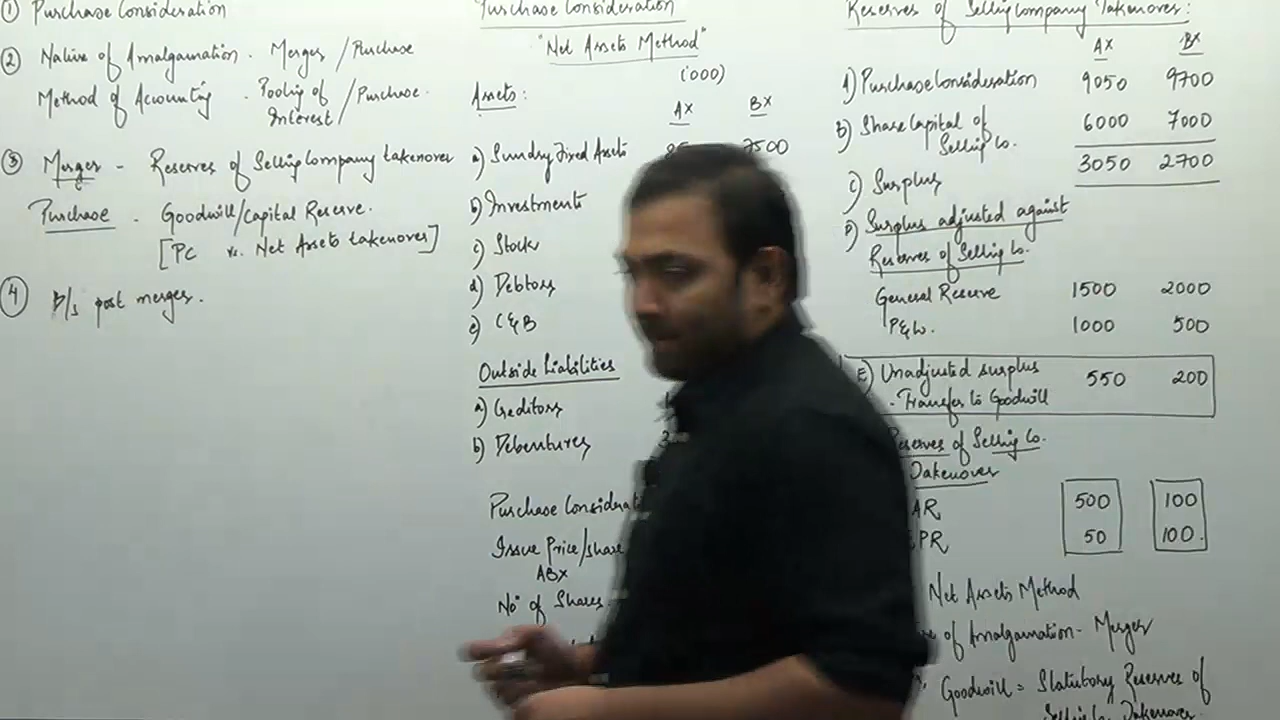 ① Purchase Consideration
② Nature of Amalgamation - Merger / Purchase
Method of Accounting - Pooling of Interest / Purchase.
③ Merger - Reserves of Selling Company takenover
Purchase - Goodwill/Capital Reserve.
[PC vs. Net Assets takenover]
④ B/s post merger.
Purchase Consideration
"Net Assets Method"
('000)
Assets: AX BX
a) Sundry Fixed Assets 7500
b) Investments
c) Stock
d) Debtors
e) C&B
Outside Liabilities
a) Creditors
b) Debentures
Purchase Considerat
Issue Price/share
ABX
No of Shares.
Reserves of Selling Company Takenover:
AX BX
A) Purchase Consideration 9050 9700
B) Share Capital of Selling Co. 6000 7000
C) Surplus 3050 2700
D) Surplus adjusted against
Reserves of Selling Co.
General Reserve 1500 2000
P&L. 1000 500
E) Unadjusted surplus 550 200
- Transfer to Goodwill
Reserves of Selling Co.
Takenover
AR 500 100
PR 50 100.
Net Assets Method
of Amalgamation - Merger
Goodwill = Statutory Reserves of
Selling Co. Takenover